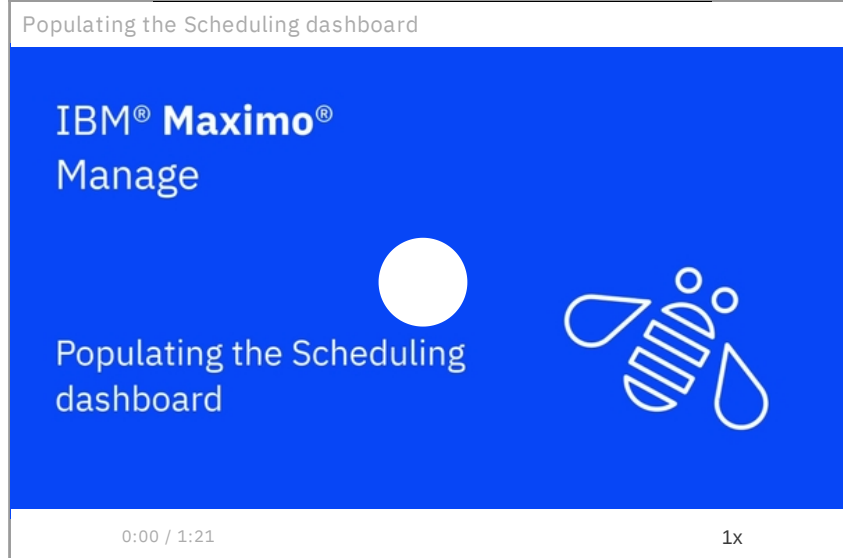 Populating the Scheduling dashboard
IBM® Maximo®
Manage
Populating the Scheduling
dashboard
0:00 / 1:21
1x